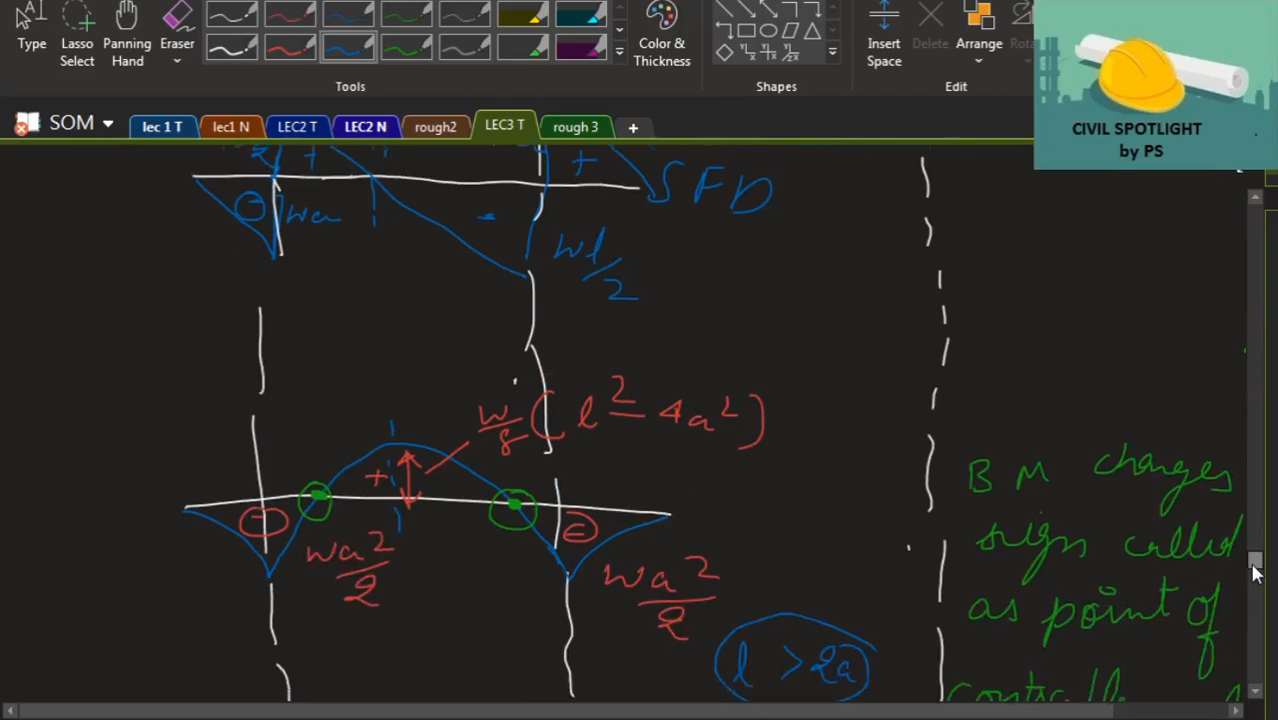 Type
Lasso Select
Panning Hand
Eraser
Color & Thickness
Insert Space
Delete
Arrange
Tools
Shapes
Edit
CIVIL SPOTLIGHT
by PS
SOM
lec 1 T
lec1 N
LEC2 T
LEC2 N
rough2
LEC3 T
rough 3
+
+ +
SFD
- wa
-
wl/2
w/8 (l² - 4a²)
+
-
-
wa²/2
wa²/2
l > 2a
BM changes
sign called
as point of